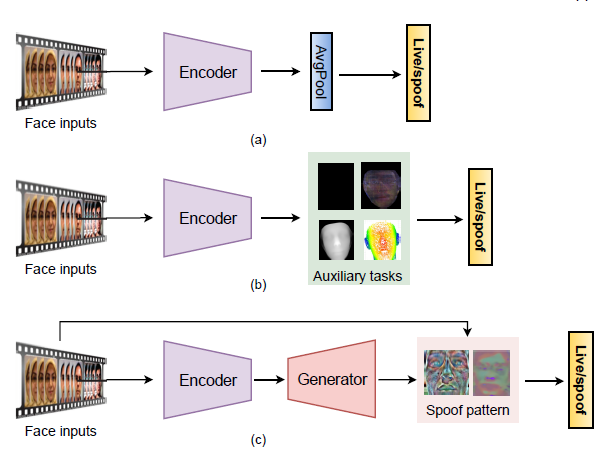 Encoder
AvgPool
Live/spoof
Face inputs
(a)
Encoder
Live/spoof
Auxiliary tasks
Face inputs
(b)
Encoder
Generator
Spoof pattern
Live/spoof
Face inputs
(c)